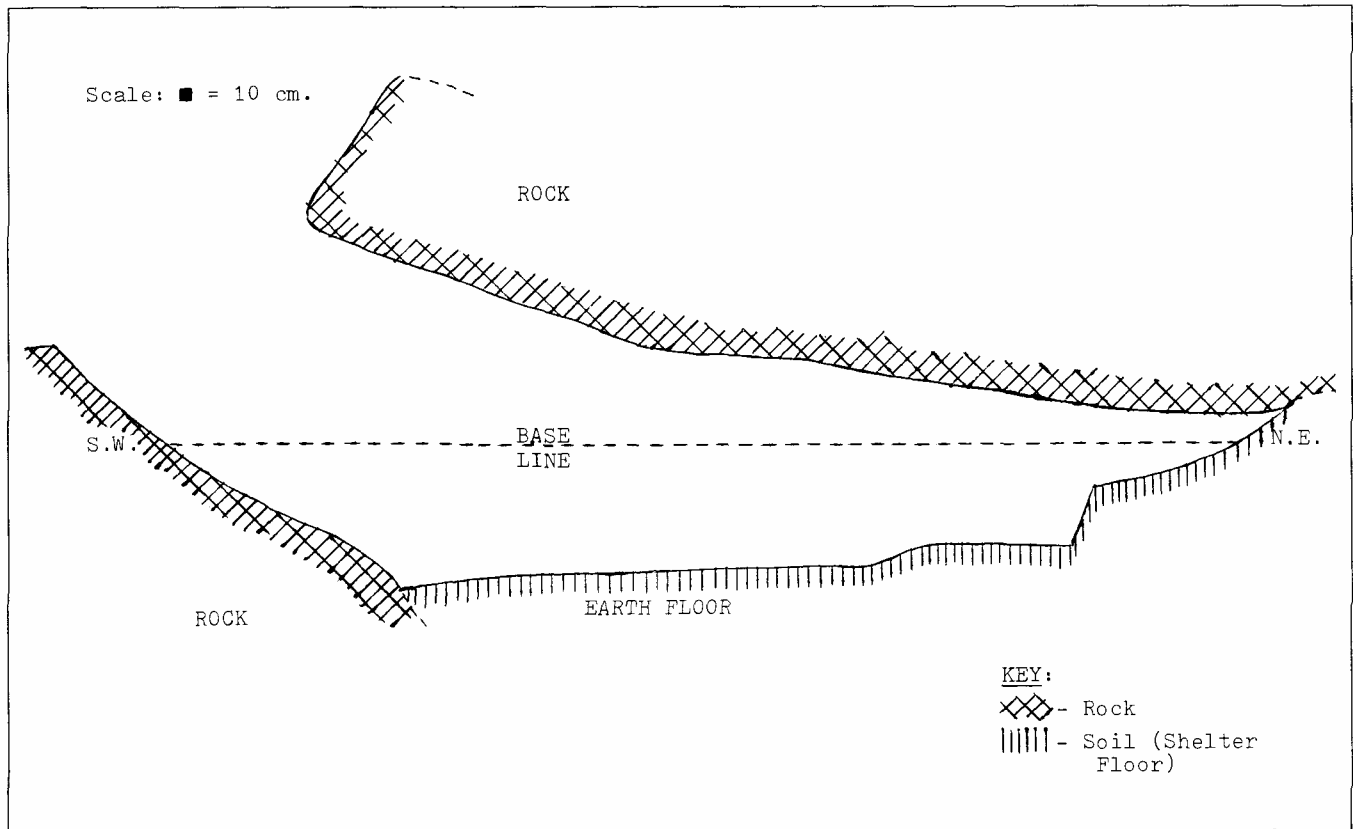 Scale: ■ = 10 cm.
ROCK
BASE
S.W.
N.E.
LINE
EARTH FLOOR
ROCK
KEY:
- Rock
- Soil (Shelter
Floor)